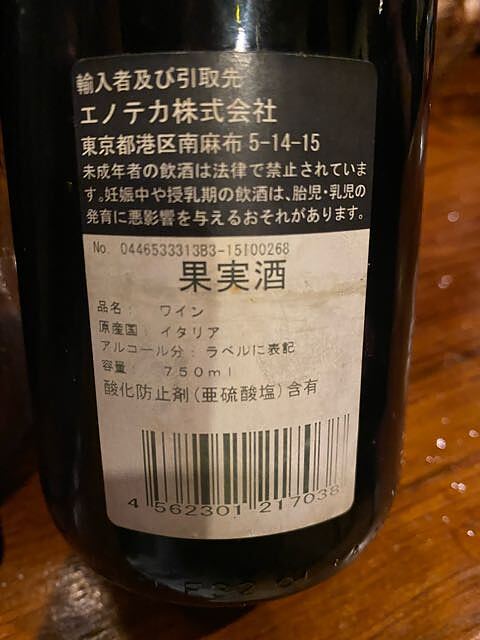 輸入者及び引取先
エノテカ株式会社
東京都港区南麻布 5-14-15
未成年者の飲酒は法律で禁止されていま
す。妊娠中や授乳期の飲酒は、胎児・乳児の
発育に悪影響を与えるおそれがあります。
No. 0446533313B3-15I00268
果実酒
品名: ワイン
原産国: イタリア
アルコール分: ラベルに表記
容量: 750ml
酸化防止剤(亜硫酸塩)含有
4 562301 217038